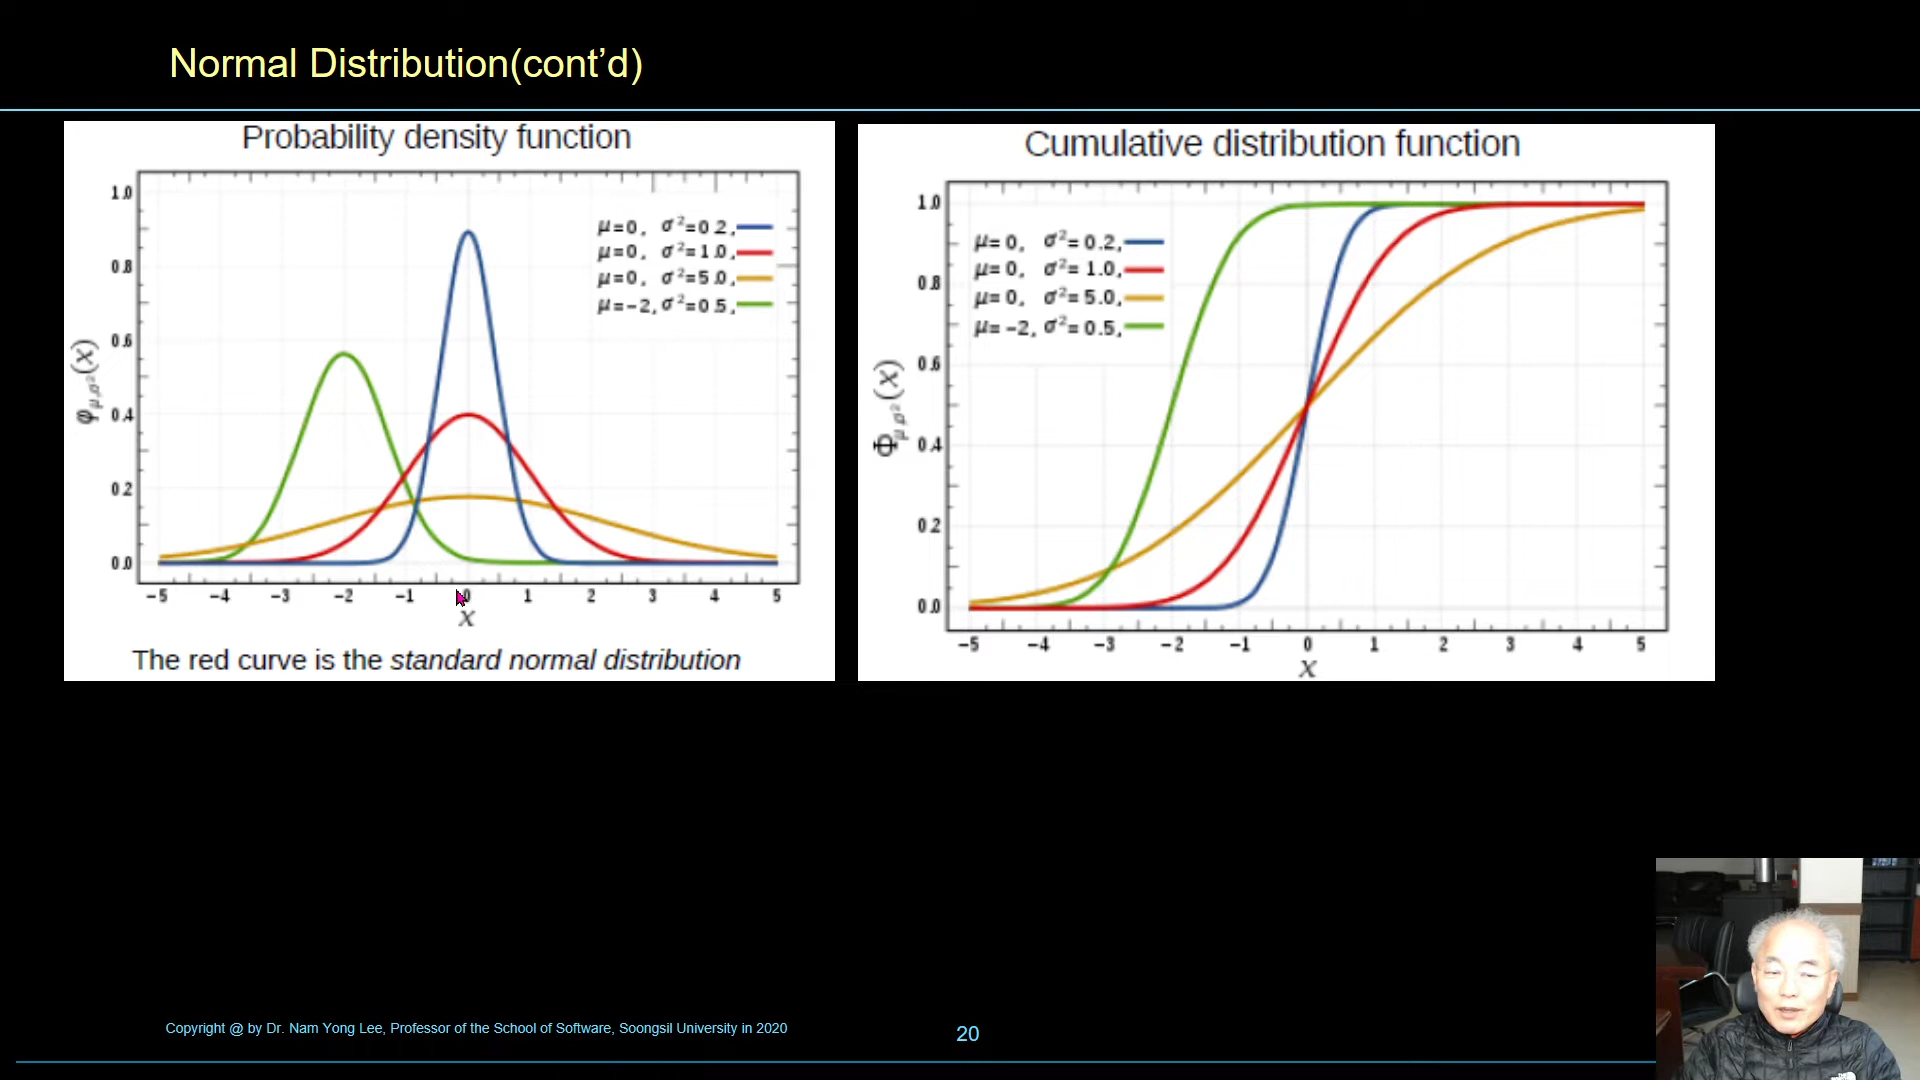 Normal Distribution(cont’d)
Probability density function
1.0
0.8
0.6
0.4
0.2
0.0
φμ,σ²(x)
μ=0, σ²=0.2,
μ=0, σ²=1.0,
μ=0, σ²=5.0,
μ=−2, σ²=0.5,
−5 −4 −3 −2 −1 0 1 2 3 4 5
x
The red curve is the standard normal distribution
Cumulative distribution function
1.0
0.8
0.6
0.4
0.2
0.0
Φμ,σ²(x)
μ= 0, σ²= 0.2,
μ= 0, σ²= 1.0,
μ= 0, σ²= 5.0,
μ= −2, σ²= 0.5,
−5 −4 −3 −2 −1 0 1 2 3 4 5
x
Copyright @ by Dr. Nam Yong Lee, Professor of the School of Software, Soongsil University in 2020
20